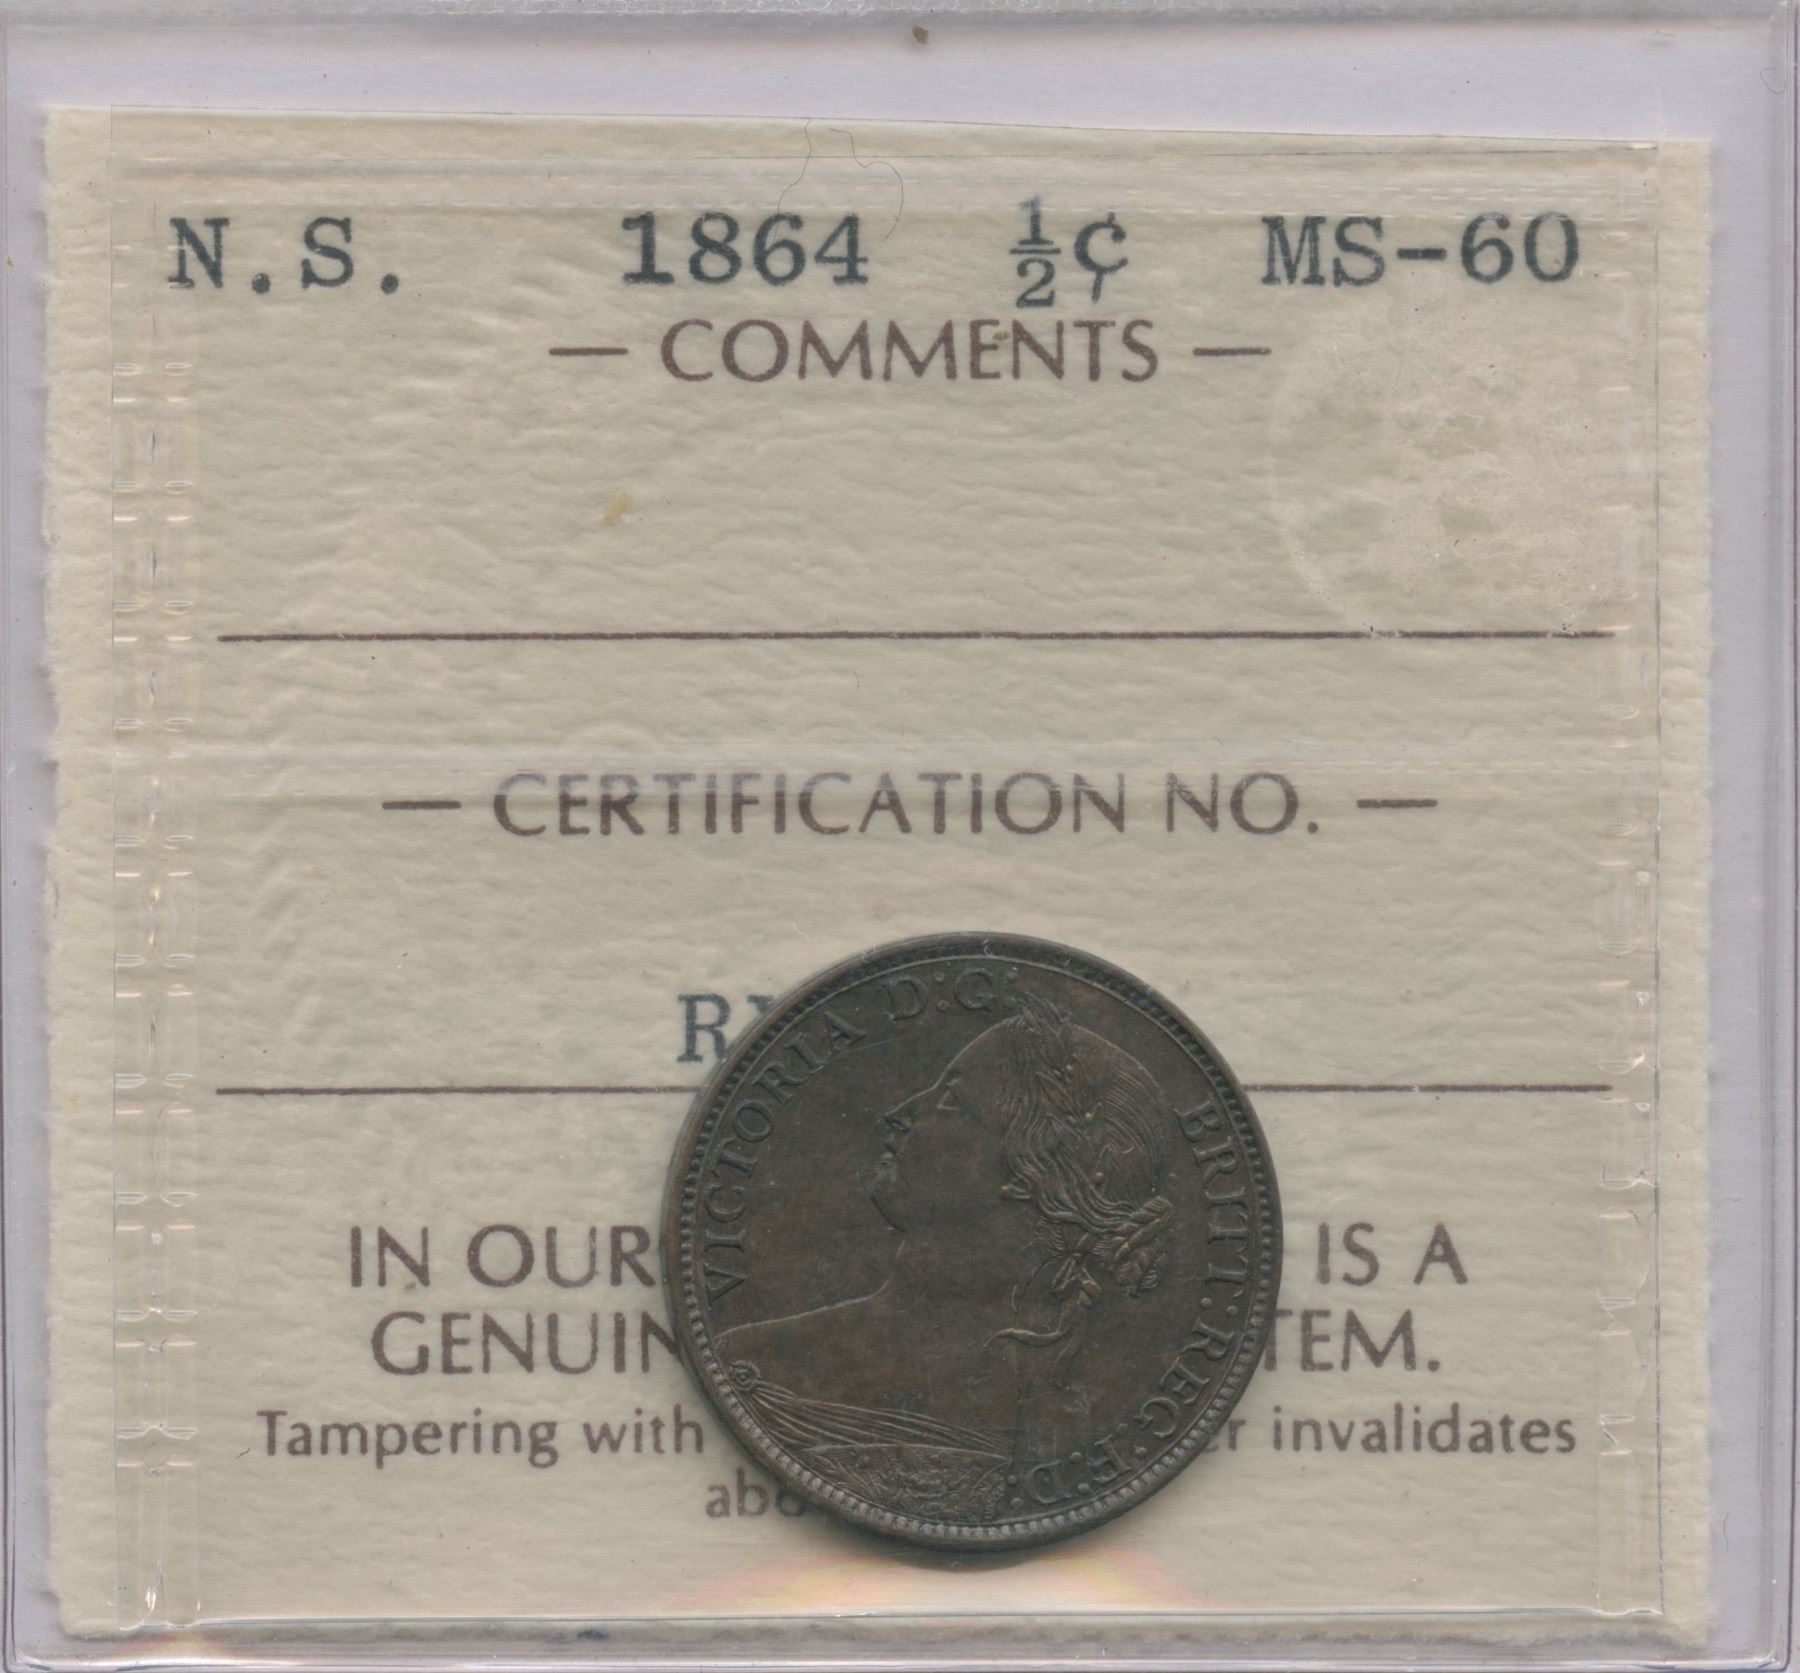 N.S. 1864 ½¢ MS-60
— COMMENTS —
— CERTIFICATION NO. —
IN OUR IS A
GENUIN TEM.
Tampering with er invalidates
VICTORIA D:G: BRITT:REG:F:D: